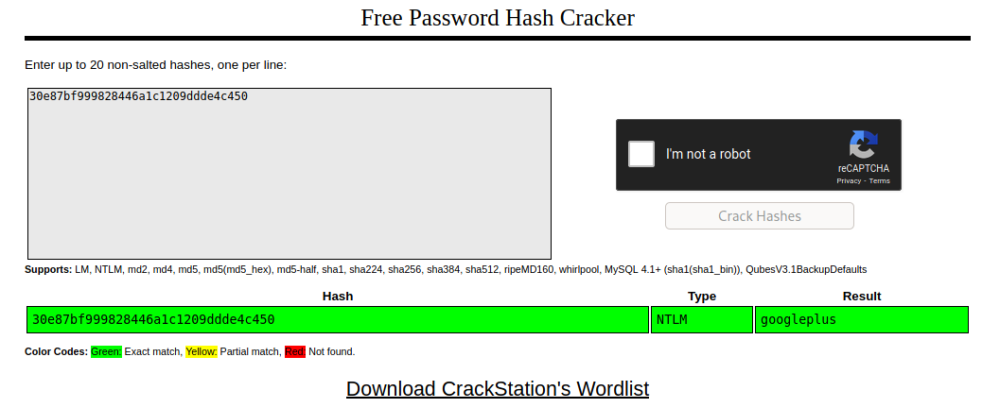 Free Password Hash Cracker
Enter up to 20 non-salted hashes, one per line:
30e87bf999828446a1c1209ddde4c450
I'm not a robot
reCAPTCHA
Privacy - Terms
Crack Hashes
Supports: LM, NTLM, md2, md4, md5, md5(md5_hex), md5-half, sha1, sha224, sha256, sha384, sha512, ripeMD160, whirlpool, MySQL 4.1+ (sha1(sha1_bin)), QubesV3.1BackupDefaults
Hash Type Result
30e87bf999828446a1c1209ddde4c450 NTLM googleplus
Color Codes: Green: Exact match, Yellow: Partial match, Red: Not found.
Download CrackStation's Wordlist